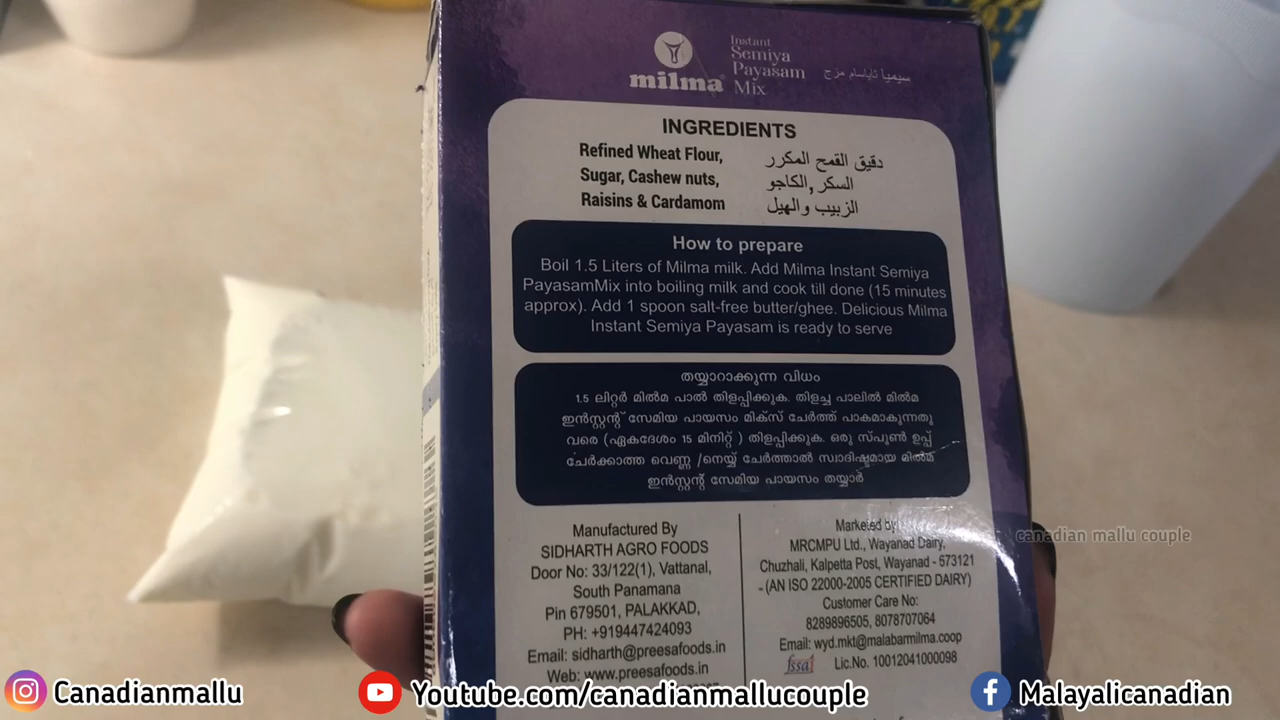 milma
Instant
Semiya
Payasam
Mix
سيميا تاياسام مزج
INGREDIENTS
Refined Wheat Flour,
Sugar, Cashew nuts,
Raisins & Cardamom
دقيق القمح المكرر
السكر ,الكاجو
الزبيب والهيل
How to prepare
Boil 1.5 Liters of Milma milk. Add Milma Instant Semiya
PayasamMix into boiling milk and cook till done (15 minutes
approx). Add 1 spoon salt-free butter/ghee. Delicious Milma
Instant Semiya Payasam is ready to serve
തയ്യാറാക്കുന്ന വിധം
1.5 ലിറ്റർ മിൽമ പാൽ തിളപ്പിക്കുക. തിളച്ച പാലിൽ മിൽമ
ഇൻസ്റ്റന്റ് സേമിയ പായസം മിക്സ് ചേർത്ത് പാകമാകുന്നതു
വരെ (ഏകദേശം 15 മിനിറ്റ് ) തിളപ്പിക്കുക. ഒരു സ്പൂൺ ഉപ്പ്
ചേർക്കാത്ത വെണ്ണ /നെയ്യ് ചേർത്താൽ സ്വാദിഷ്ടമായ മിൽമ
ഇൻസ്റ്റന്റ് സേമിയ പായസം തയ്യാർ
Manufactured By
SIDHARTH AGRO FOODS
Door No: 33/122(1), Vattanal,
South Panamana
Pin 679501, PALAKKAD,
PH: +919447424093
Email: sidharth@preesafoods.in
Web: www.preesafoods.in
Marketed by
MRCMPU Ltd., Wayanad Dairy,
Chuzhali, Kalpetta Post, Wayanad - 673121
- (AN ISO 22000-2005 CERTIFIED DAIRY)
Customer Care No:
8289896505, 8078707064
Email: wyd.mkt@malabarmilma.coop
fssai Lic.No. 10012041000098
canadian mallu couple
Canadianmallu
Youtube.com/canadianmallucouple
Malayalicanadian